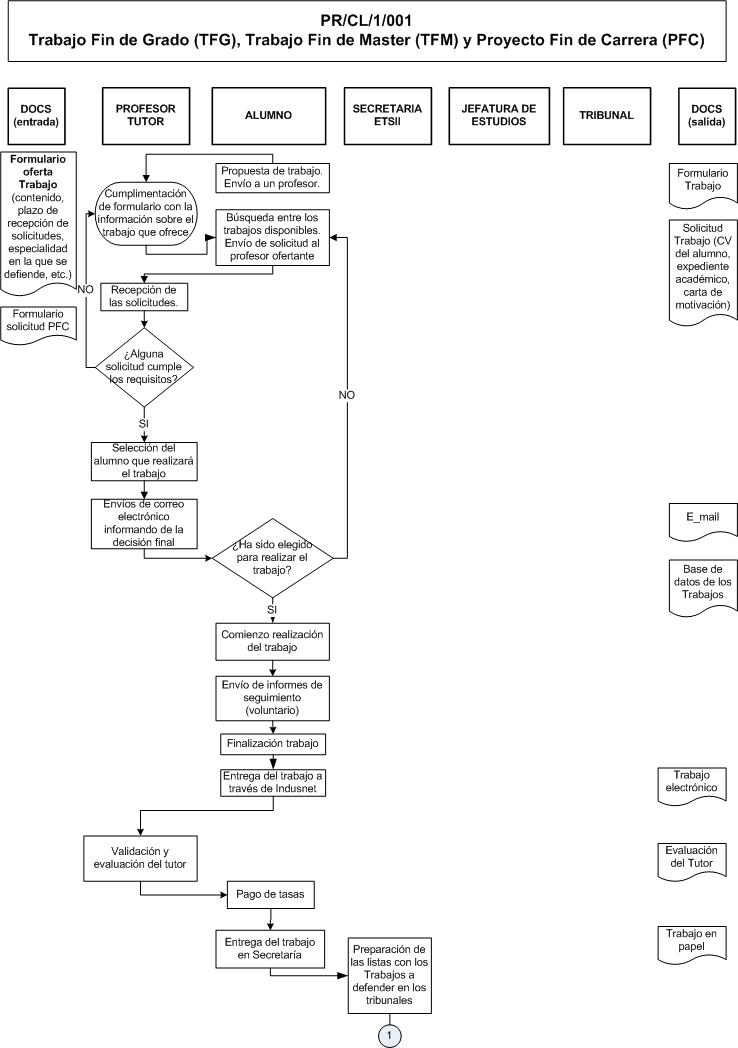 PR/CL/1/001
Trabajo Fin de Grado (TFG), Trabajo Fin de Master (TFM) y Proyecto Fin de Carrera (PFC)
DOCS
(entrada)
PROFESOR
TUTOR
ALUMNO
SECRETARIA
ETSII
JEFATURA DE
ESTUDIOS
TRIBUNAL
DOCS
(salida)
Formulario
oferta
Trabajo
(contenido,
plazo de
recepción de
solicitudes,
especialidad
en la que se
defiende, etc.)
Formulario
solicitud PFC
Propuesta de trabajo.
Envío a un profesor.
Cumplimentación
de formulario con la
información sobre el
trabajo que ofrece
Búsqueda entre los
trabajos disponibles.
Envío de solicitud al
profesor ofertante
Formulario
Trabajo
Solicitud
Trabajo (CV
del alumno,
expediente
académico,
carta de
motivación)
NO
Recepción de
las solicitudes.
¿Alguna
solicitud cumple
los requisitos?
NO
SI
Selección del
alumno que realizará
el trabajo
Envíos de correo
electrónico
informando de la
decisión final
¿Ha sido elegido
para realizar el
trabajo?
E_mail
Base de
datos de los
Trabajos
SI
Comienzo realización
del trabajo
Envío de informes de
seguimiento
(voluntario)
Finalización trabajo
Entrega del trabajo a
través de Indusnet
Trabajo
electrónico
Validación y
evaluación del tutor
Evaluación
del Tutor
Pago de tasas
Entrega del trabajo
en Secretaría
Preparación de
las listas con los
Trabajos a
defender en los
tribunales
Trabajo en
papel
1